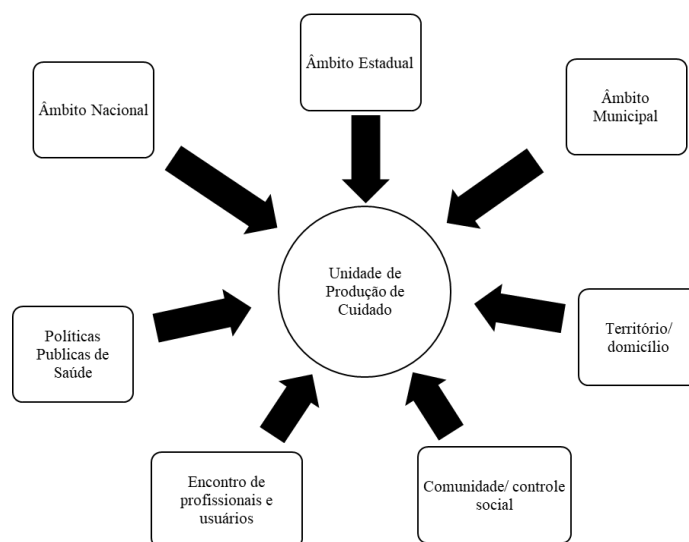 Âmbito Estadual
Âmbito Nacional
Âmbito
Municipal
Unidade de
Produção de
Cuidado
Políticas
Publicas de
Saúde
Território/
domicílio
Encontro de
profissionais e
usuários
Comunidade/ controle
social